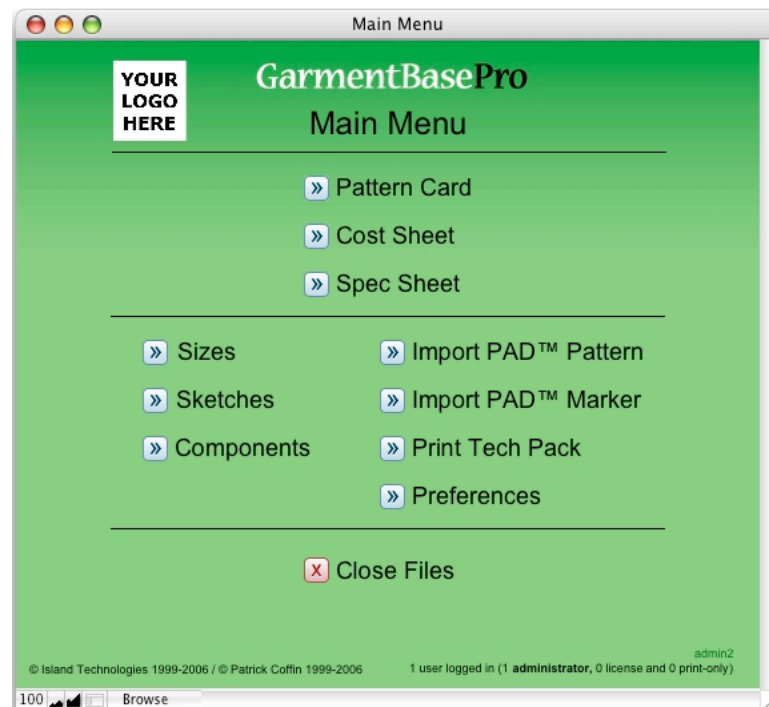 Main Menu
YOUR
LOGO
HERE
GarmentBasePro
Main Menu
Pattern Card
Cost Sheet
Spec Sheet
Sizes
Sketches
Components
Import PAD™ Pattern
Import PAD™ Marker
Print Tech Pack
Preferences
X Close Files
admin2
© Island Technologies 1999-2006 / © Patrick Coffin 1999-2006
1 user logged in (1 administrator, 0 license and 0 print-only)
100 Browse